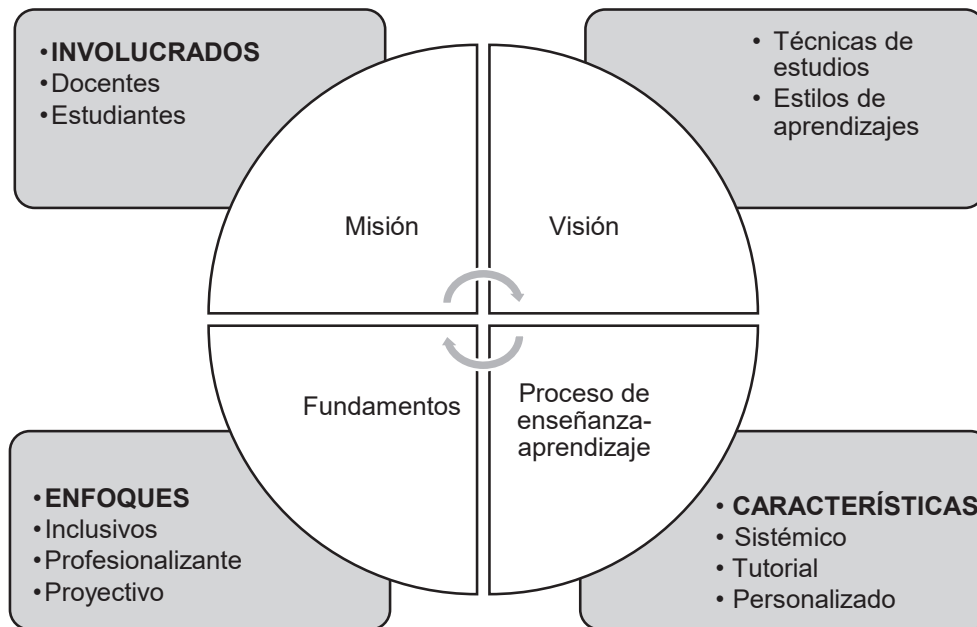 • INVOLUCRADOS
• Docentes
• Estudiantes
• Técnicas de
estudios
• Estilos de
aprendizajes
Misión
Visión
Fundamentos
Proceso de
enseñanza-
aprendizaje
• ENFOQUES
• Inclusivos
• Profesionalizante
• Proyectivo
• CARACTERÍSTICAS
• Sistémico
• Tutorial
• Personalizado